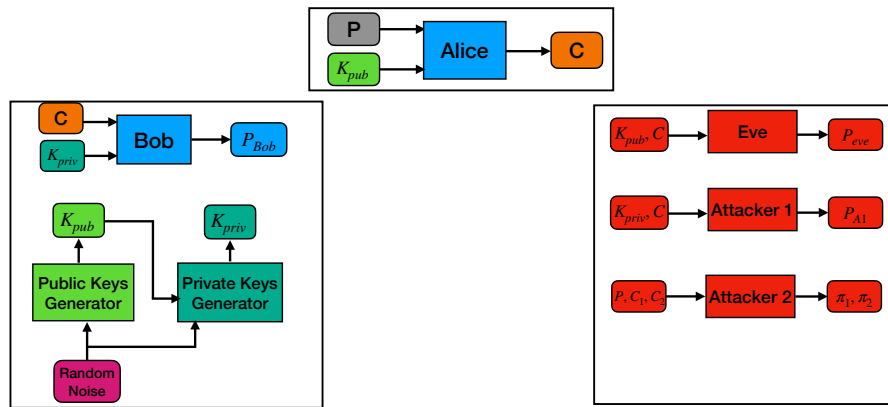 P
K_pub
Alice
C
C
K_priv
Bob
P_Bob
K_pub
K_priv
Public Keys
Generator
Private Keys
Generator
Random
Noise
K_pub, C
Eve
P_eve
K_priv, C
Attacker 1
P_A1
P, C_1, C_2
Attacker 2
π_1, π_2